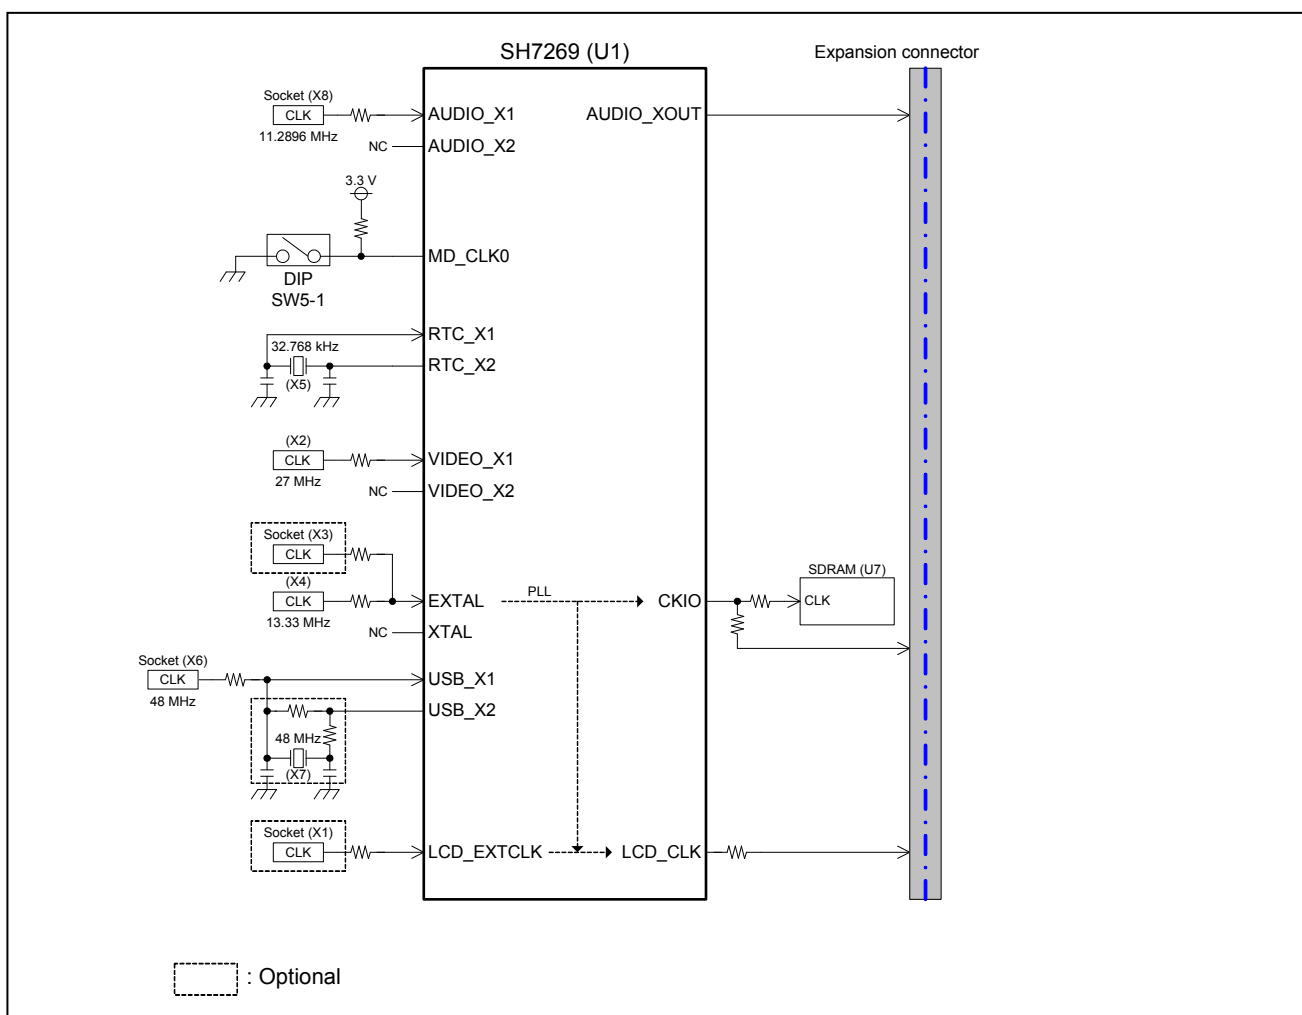 SH7269 (U1)
Expansion connector
Socket (X8)
CLK
11.2896 MHz
AUDIO_X1
AUDIO_XOUT
NC
AUDIO_X2
3.3 V
MD_CLK0
DIP
SW5-1
RTC_X1
32.768 kHz
RTC_X2
(X5)
(X2)
CLK
27 MHz
VIDEO_X1
NC
VIDEO_X2
Socket (X3)
CLK
(X4)
CLK
13.33 MHz
EXTAL
PLL
CKIO
SDRAM (U7)
CLK
NC
XTAL
Socket (X6)
CLK
48 MHz
USB_X1
USB_X2
48 MHz
(X7)
Socket (X1)
CLK
LCD_EXTCLK
LCD_CLK
: Optional